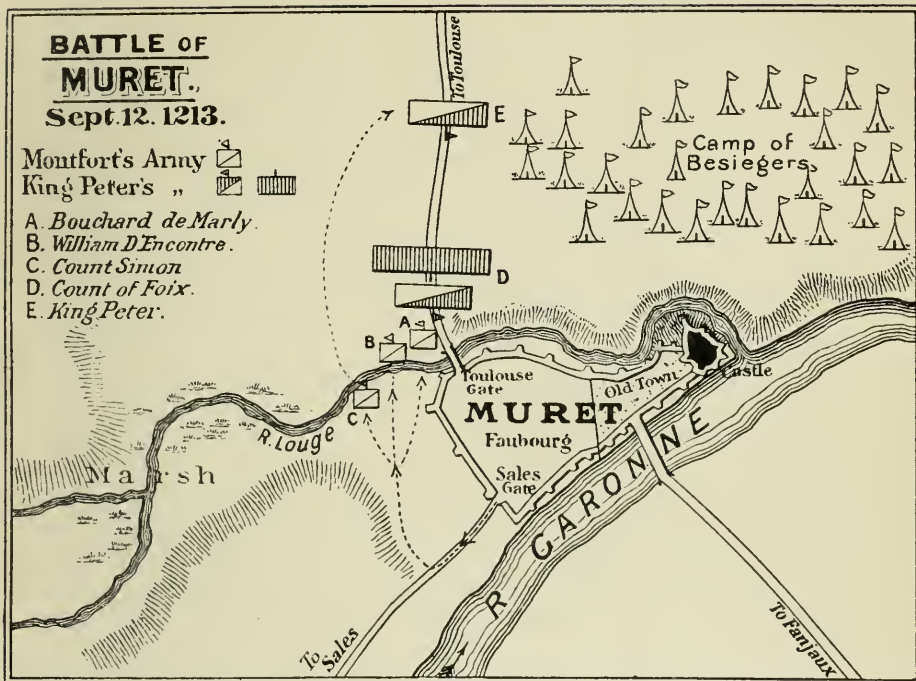 BATTLE OF
MURET.
Sept. 12. 1213.
Montfort's Army
King Peter's „
A. Bouchard de Marly.
B. William D'Encontre.
C. Count Simon
D. Count of Foix.
E. King Peter.
To Toulouse
E
Camp of
Besiegers
D
A
B
C
Toulouse
Gate
Old Town
Castle
MURET
Faubourg
Sales
Gate
R. Louge
Marsh
R GARONNE
To
Sales
To Fanjaux